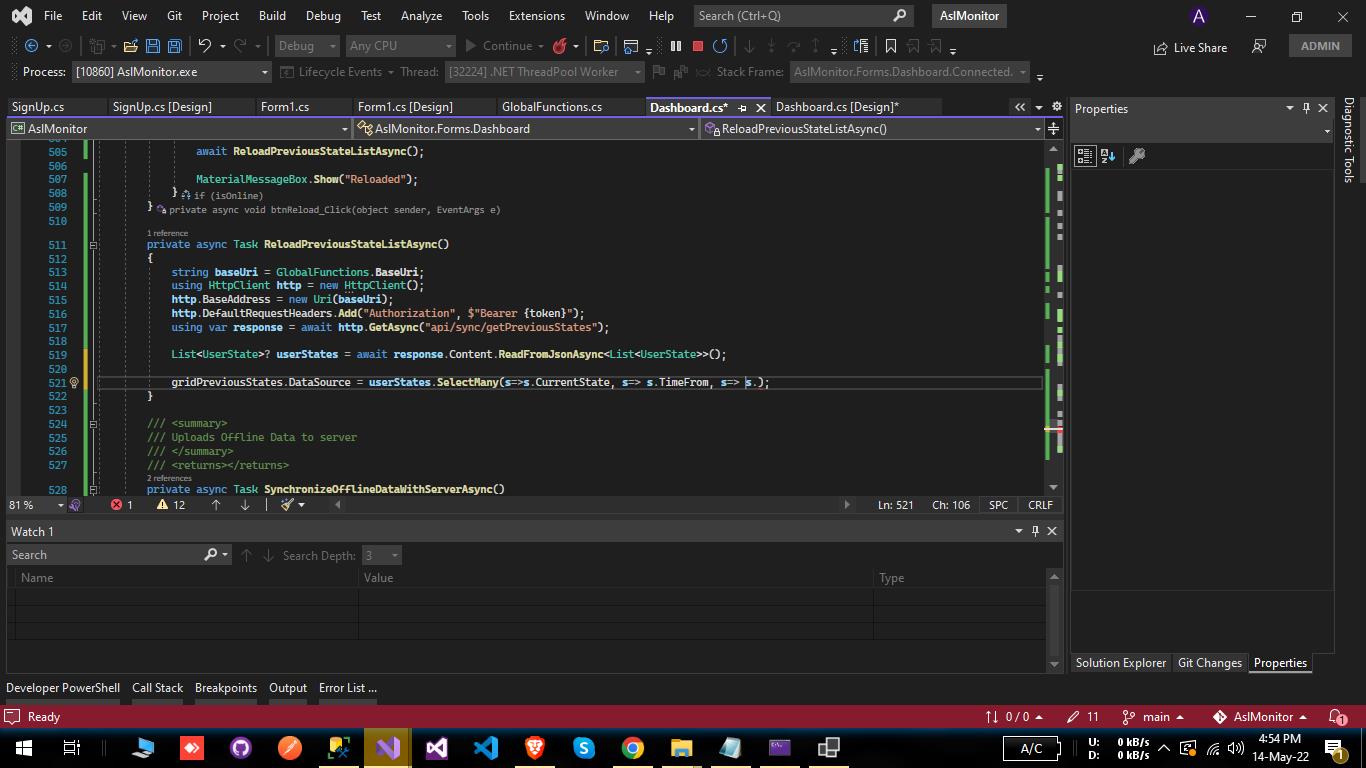 File Edit View Git Project Build Debug Test Analyze Tools Extensions Window Help Search (Ctrl+Q) AslMonitor A
Debug Any CPU Continue Live Share ADMIN
Process: [10860] AslMonitor.exe Lifecycle Events Thread: [32224] .NET ThreadPool Worker Stack Frame: AslMonitor.Forms.Dashboard.Connected.
SignUp.cs SignUp.cs [Design] Form1.cs Form1.cs [Design] GlobalFunctions.cs Dashboard.cs* Dashboard.cs [Design]*
AslMonitor AslMonitor.Forms.Dashboard ReloadPreviousStateListAsync()
505 await ReloadPreviousStateListAsync();
506
507 MaterialMessageBox.Show("Reloaded");
508 } if (isOnline)
509 } private async void btnReload_Click(object sender, EventArgs e)
510
1 reference
511 private async Task ReloadPreviousStateListAsync()
512 {
513 string baseUri = GlobalFunctions.BaseUri;
514 using HttpClient http = new HttpClient();
515 http.BaseAddress = new Uri(baseUri);
516 http.DefaultRequestHeaders.Add("Authorization", $"Bearer {token}");
517 using var response = await http.GetAsync("api/sync/getPreviousStates");
518
519 List<UserState>? userStates = await response.Content.ReadFromJsonAsync<List<UserState>>();
520
521 gridPreviousStates.DataSource = userStates.SelectMany(s=>s.CurrentState, s=> s.TimeFrom, s=> s.);
522 }
523
524 /// <summary>
525 /// Uploads Offline Data to server
526 /// </summary>
527 /// <returns></returns>
2 references
528 private async Task SynchronizeOfflineDataWithServerAsync()
81 % 1 12 Ln: 521 Ch: 106 SPC CRLF
Watch 1
Search Search Depth: 3
Name Value Type
Properties
Diagnostic Tools
Solution Explorer Git Changes Properties
Developer PowerShell Call Stack Breakpoints Output Error List ...
Ready 0 / 0 11 main AslMonitor 1
A/C U: 0 kB/s D: 0 kB/s 4:54 PM 14-May-22 1